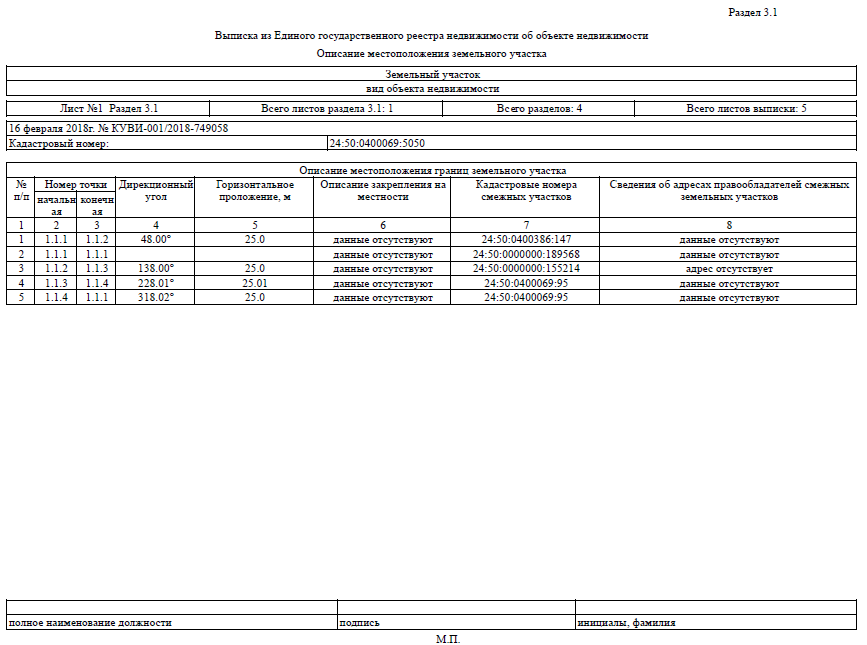 Раздел 3.1
Выписка из Единого государственного реестра недвижимости об объекте недвижимости
Описание местоположения земельного участка
Земельный участок
вид объекта недвижимости
Лист №1 Раздел 3.1 Всего листов раздела 3.1: 1 Всего разделов: 4 Всего листов выписки: 5
16 февраля 2018г. № КУВИ-001/2018-749058
Кадастровый номер: 24:50:0400069:5050
Описание местоположения границ земельного участка
№ Номер точки Дирекционный Горизонтальное Описание закрепления на Кадастровые номера Сведения об адресах правообладателей смежных
п/п начальн конечн угол проложение, м местности смежных участков земельных участков
ая ая
1 2 3 4 5 6 7 8
1 1.1.1 1.1.2 48.00° 25.0 данные отсутствуют 24:50:0400386:147 данные отсутствуют
2 1.1.1 1.1.1 данные отсутствуют 24:50:0000000:189568 данные отсутствуют
3 1.1.2 1.1.3 138.00° 25.0 данные отсутствуют 24:50:0000000:155214 адрес отсутствует
4 1.1.3 1.1.4 228.01° 25.01 данные отсутствуют 24:50:0400069:95 данные отсутствуют
5 1.1.4 1.1.1 318.02° 25.0 данные отсутствуют 24:50:0400069:95 данные отсутствуют
полное наименование должности подпись инициалы, фамилия
М.П.